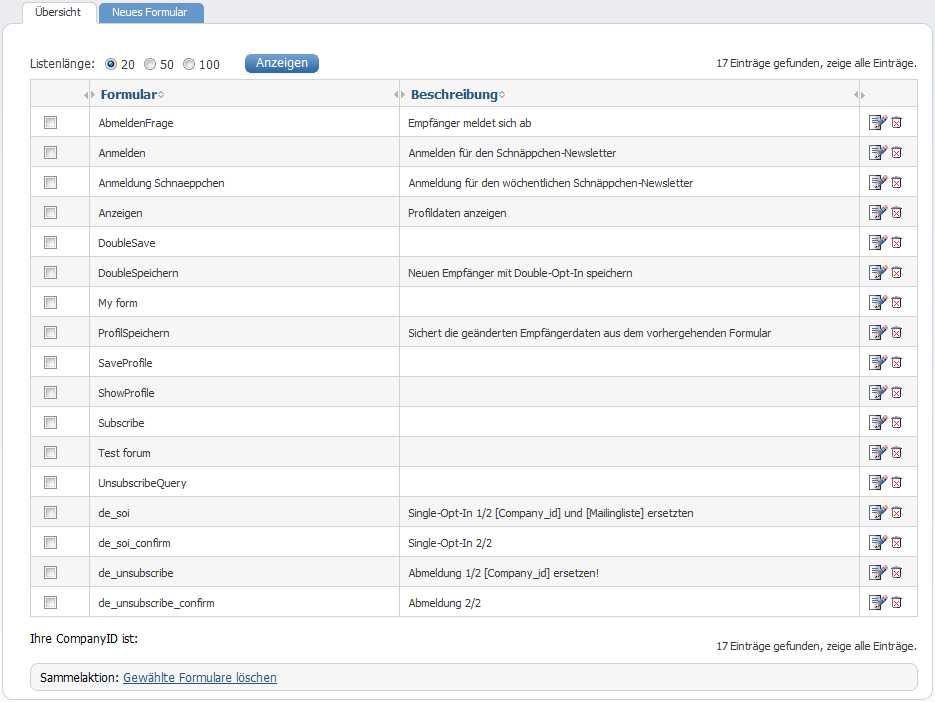 Übersicht Neues Formular
Listenlänge: 20 50 100 Anzeigen 17 Einträge gefunden, zeige alle Einträge.
Formular Beschreibung
AbmeldenFrage Empfänger meldet sich ab
Anmelden Anmelden für den Schnäppchen-Newsletter
Anmeldung Schnaeppchen Anmeldung für den wöchentlichen Schnäppchen-Newsletter
Anzeigen Profildaten anzeigen
DoubleSave
DoubleSpeichern Neuen Empfänger mit Double-Opt-In speichern
My form
ProfilSpeichern Sichert die geänderten Empfängerdaten aus dem vorhergehenden Formular
SaveProfile
ShowProfile
Subscribe
Test forum
UnsubscribeQuery
de_soi Single-Opt-In 1/2 [Company_id] und [Mailingliste] ersetzten
de_soi_confirm Single-Opt-In 2/2
de_unsubscribe Abmeldung 1/2 [Company_id] ersetzen!
de_unsubscribe_confirm Abmeldung 2/2
Ihre CompanyID ist:
17 Einträge gefunden, zeige alle Einträge.
Sammelaktion: Gewählte Formulare löschen